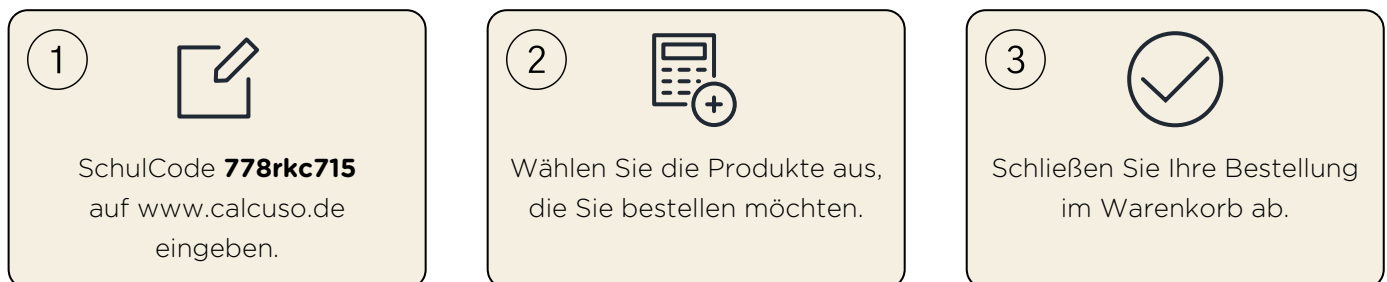 1
SchulCode 778rkc715
auf www.calcuso.de
eingeben.
2
Wählen Sie die Produkte aus,
die Sie bestellen möchten.
3
Schließen Sie Ihre Bestellung
im Warenkorb ab.